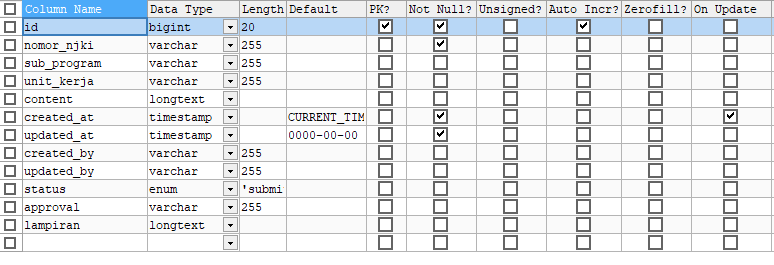 Column Name Data Type Length Default PK? Not Null? Unsigned? Auto Incr? Zerofill? On Update
id bigint 20
nomor_njki varchar 255
sub_program varchar 255
unit_kerja varchar 255
content longtext
created_at timestamp CURRENT_TIM
updated_at timestamp 0000-00-00
created_by varchar 255
updated_by varchar 255
status enum 'submi
approval varchar 255
lampiran longtext